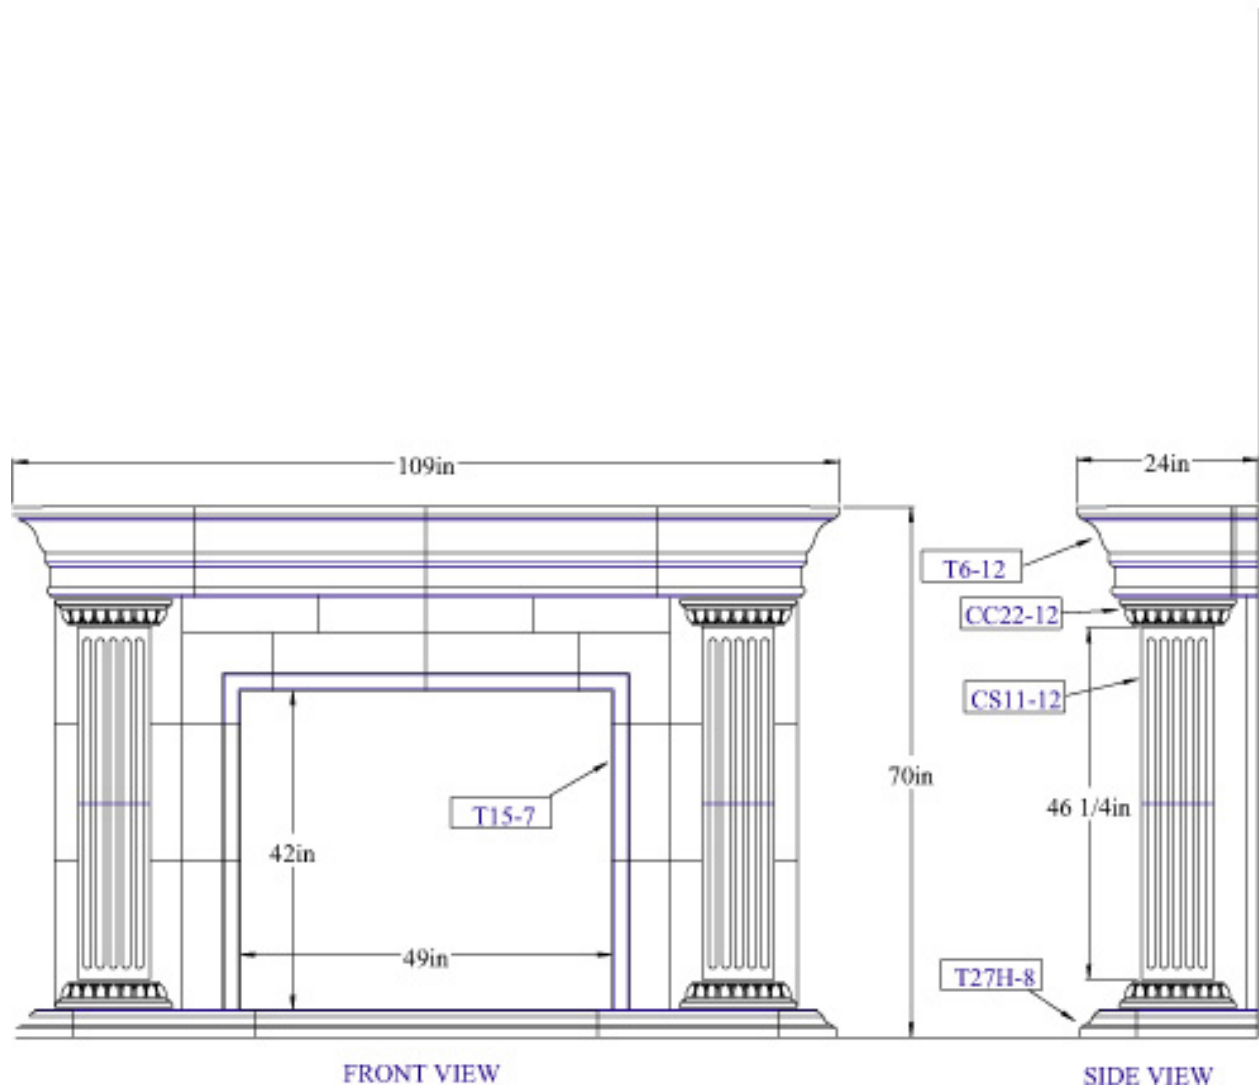 109in
24in
T6-12
CC22-12
CS11-12
70in
46 1/4in
T15-7
42in
49in
T27H-8
FRONT VIEW
SIDE VIEW